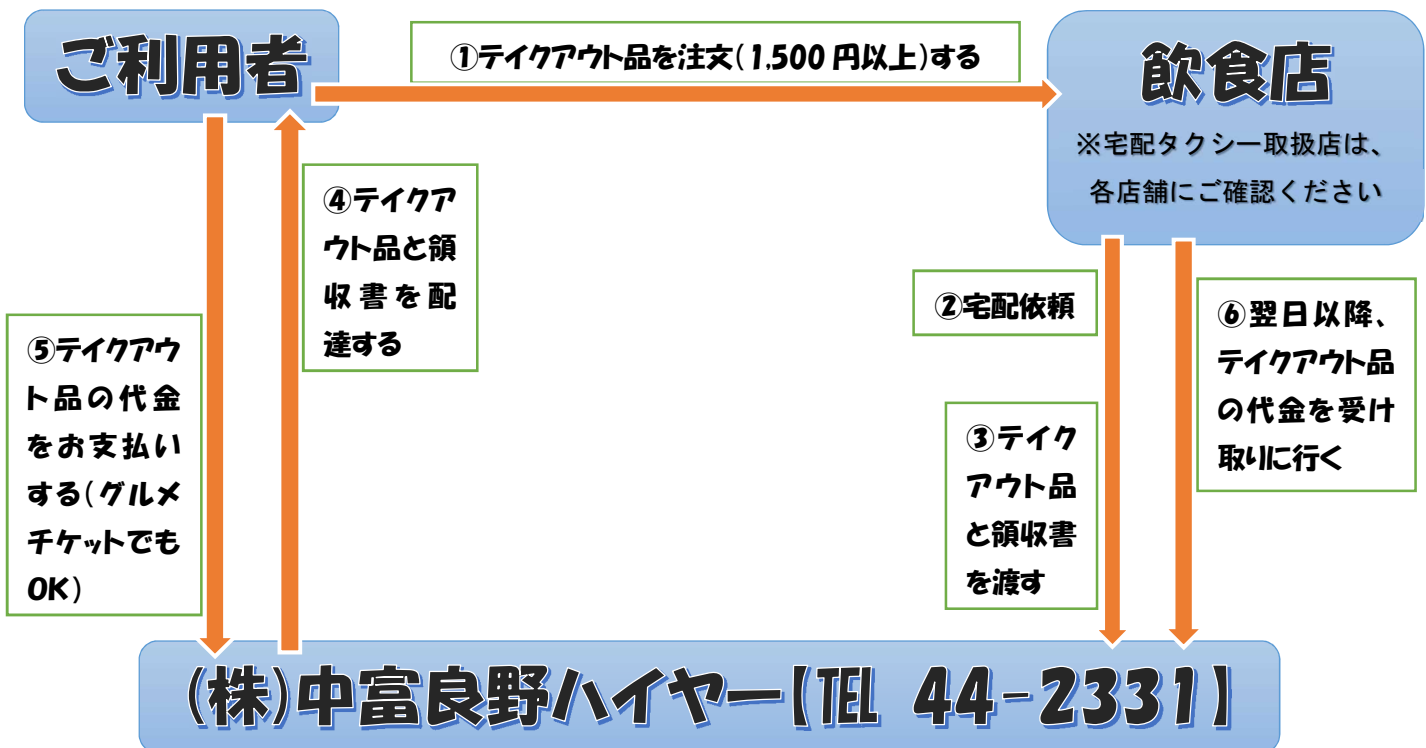 ご利用者
①テイクアウト品を注文(1,500円以上)する
飲食店
※宅配タクシー取扱店は、
各店舗にご確認ください
②宅配依頼
③テイク
アウト品
と領収書
を渡す
④テイクア
ウト品と領
収書を配
達する
⑤テイクアウ
ト品の代金
をお支払い
する(グルメ
チケットでも
OK)
⑥翌日以降、
テイクアウト品
の代金を受け
取りに行く
(株)中富良野ハイヤー【TEL 44-2331】